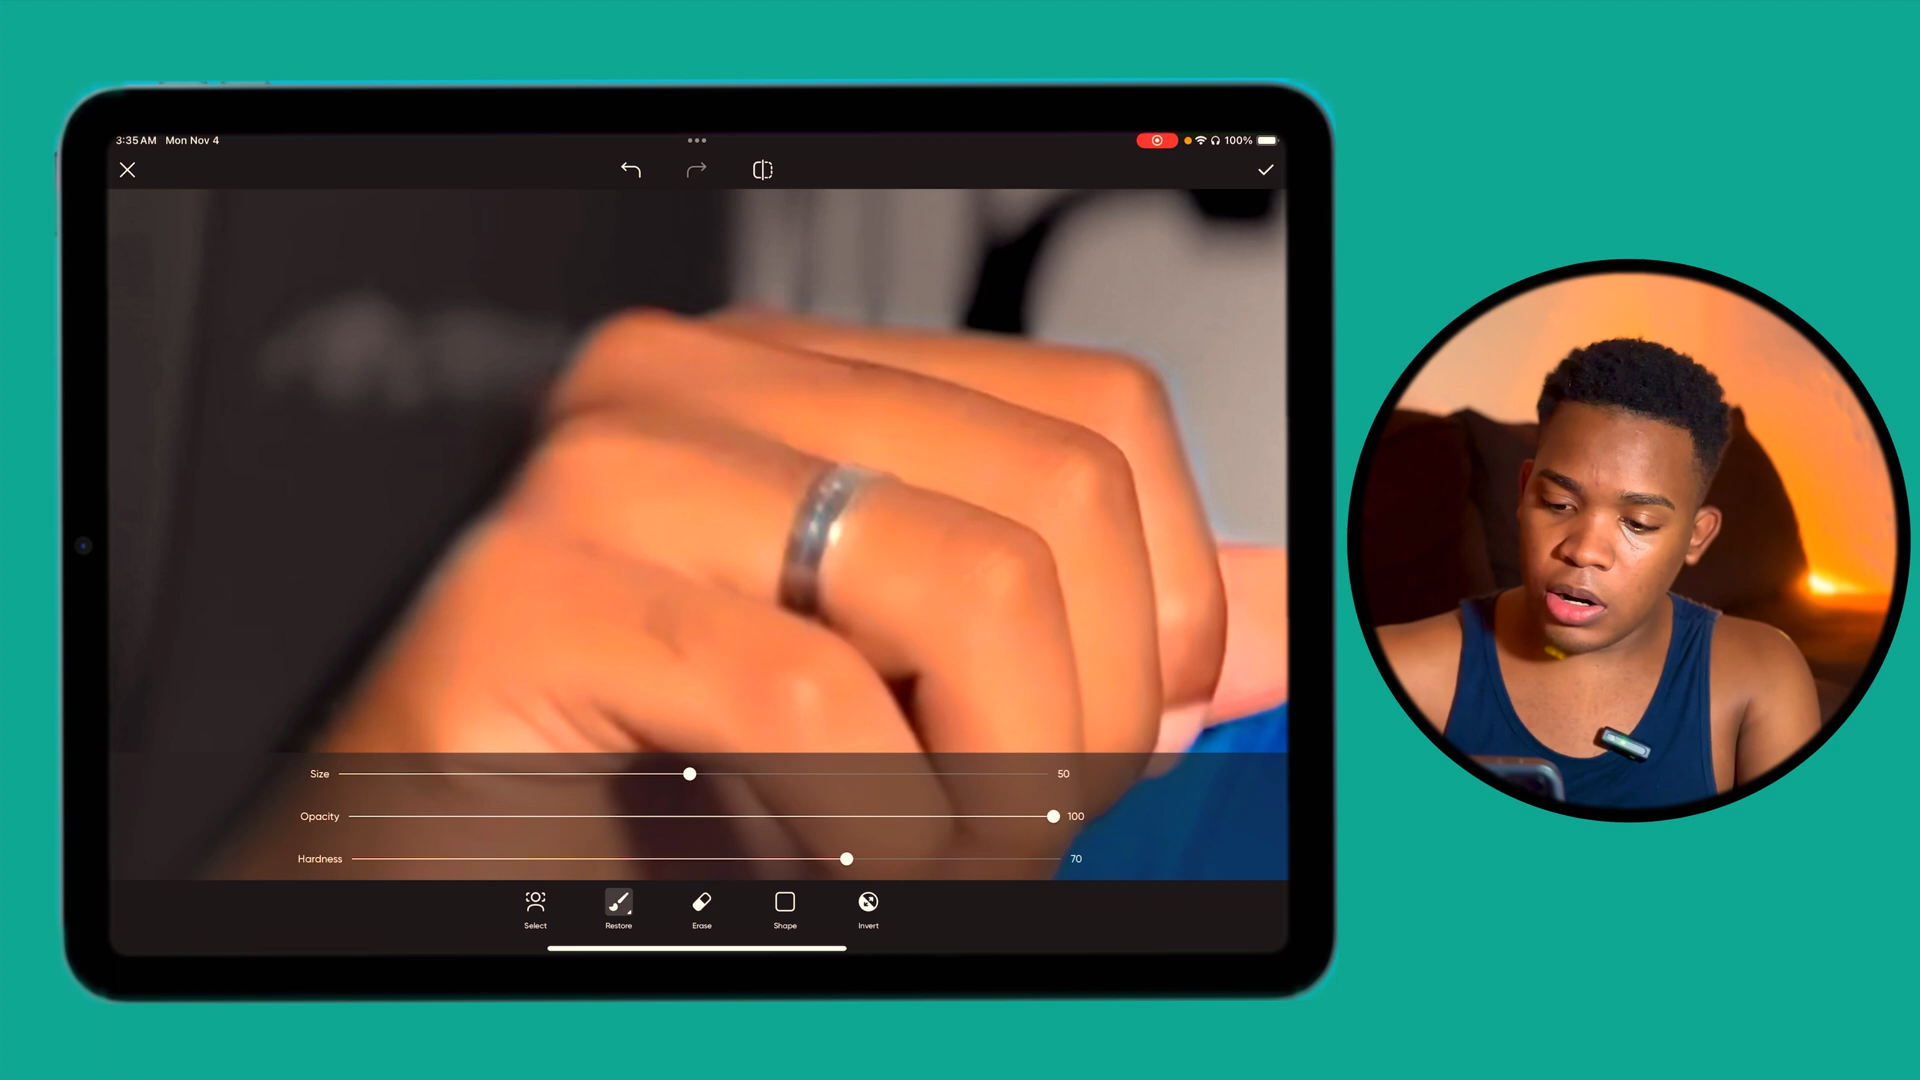 3:35 AM Mon Nov 4
100%
Size 50
Opacity 100
Hardness 70
Select Restore Erase Shape Invert